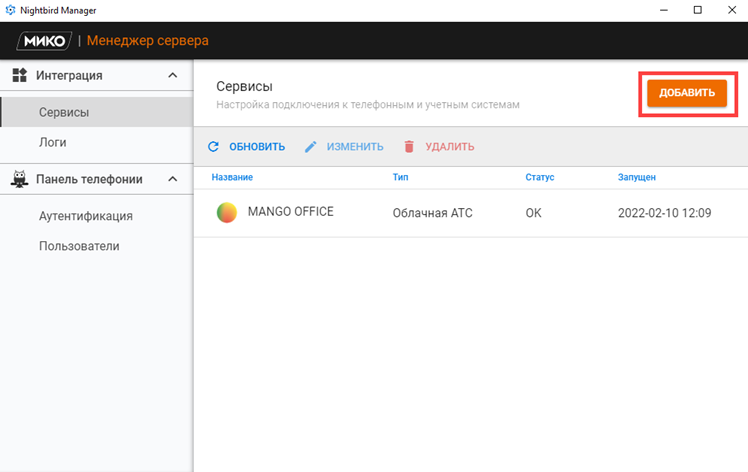 Nightbird Manager
МИКО | Менеджер сервера
Интеграция
Сервисы
Логи
Панель телефонии
Аутентификация
Пользователи
Сервисы
Настройка подключения к телефонным и учетным системам
ДОБАВИТЬ
ОБНОВИТЬ ИЗМЕНИТЬ УДАЛИТЬ
Название Тип Статус Запущен
MANGO OFFICE Облачная АТС OK 2022-02-10 12:09